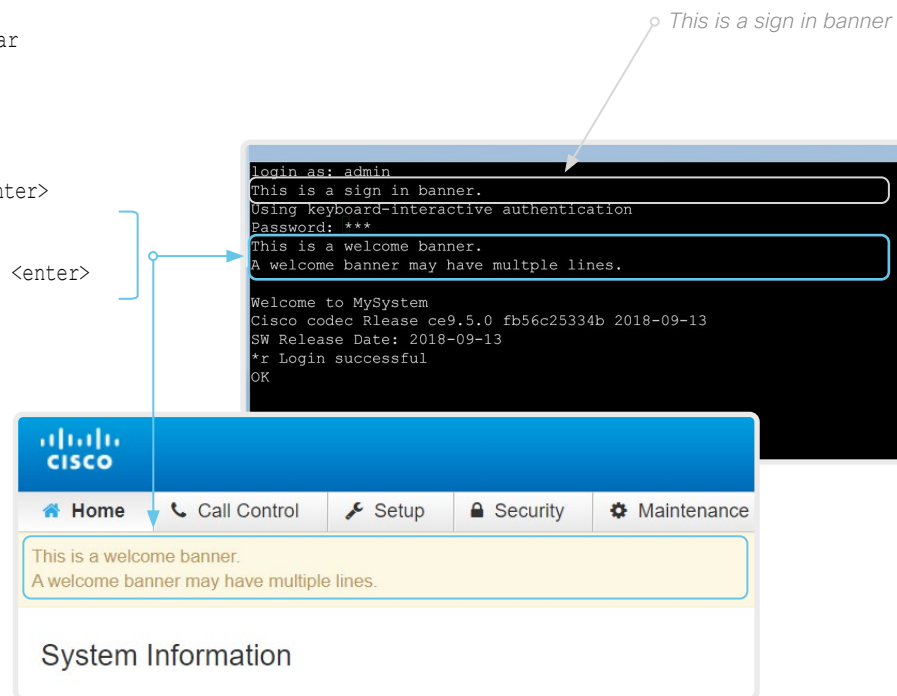 This is a sign in banner
ar
nter>
<enter>
login as: admin
This is a sign in banner.
Using keyboard-interactive authentication
Password: ***
This is a welcome banner.
A welcome banner may have multple lines.
Welcome to MySystem
Cisco codec Rlease ce9.5.0 fb56c25334b 2018-09-13
SW Release Date: 2018-09-13
*r Login successful
OK
CISCO
Home Call Control Setup Security Maintenance
This is a welcome banner.
A welcome banner may have multiple lines.
System Information